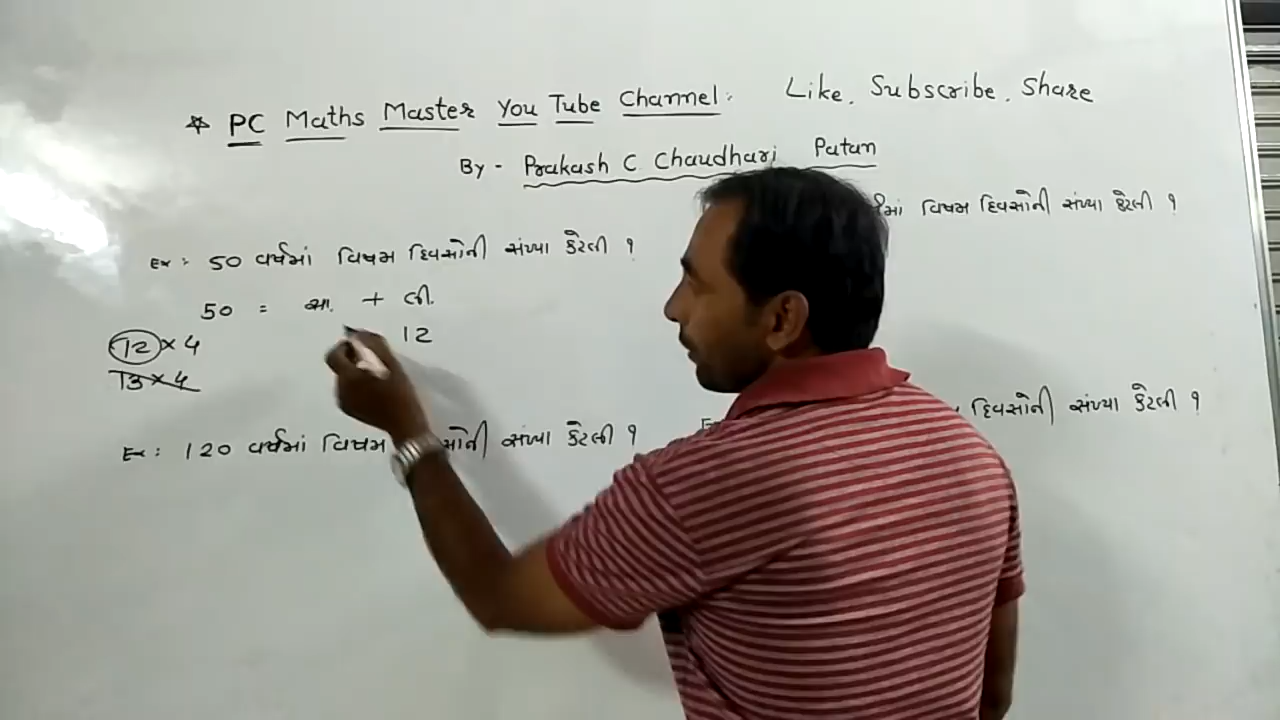 ☆ PC Maths Master You Tube Channel: Like. Subscribe. Share
By - Prakash C Chaudhari Patan
Ex: 50 વર્ષમાં વિષમ દિવસોની સંખ્યા કેટલી ?
50 = સા. + લી.
12 × 4
12
13 × 4
Ex: 120 વર્ષમાં વિષમ સોની સંખ્યા કેટલી ?
વિષમ દિવસોની સંખ્યા કેટલી ?
દિવસોની સંખ્યા કેટલી ?